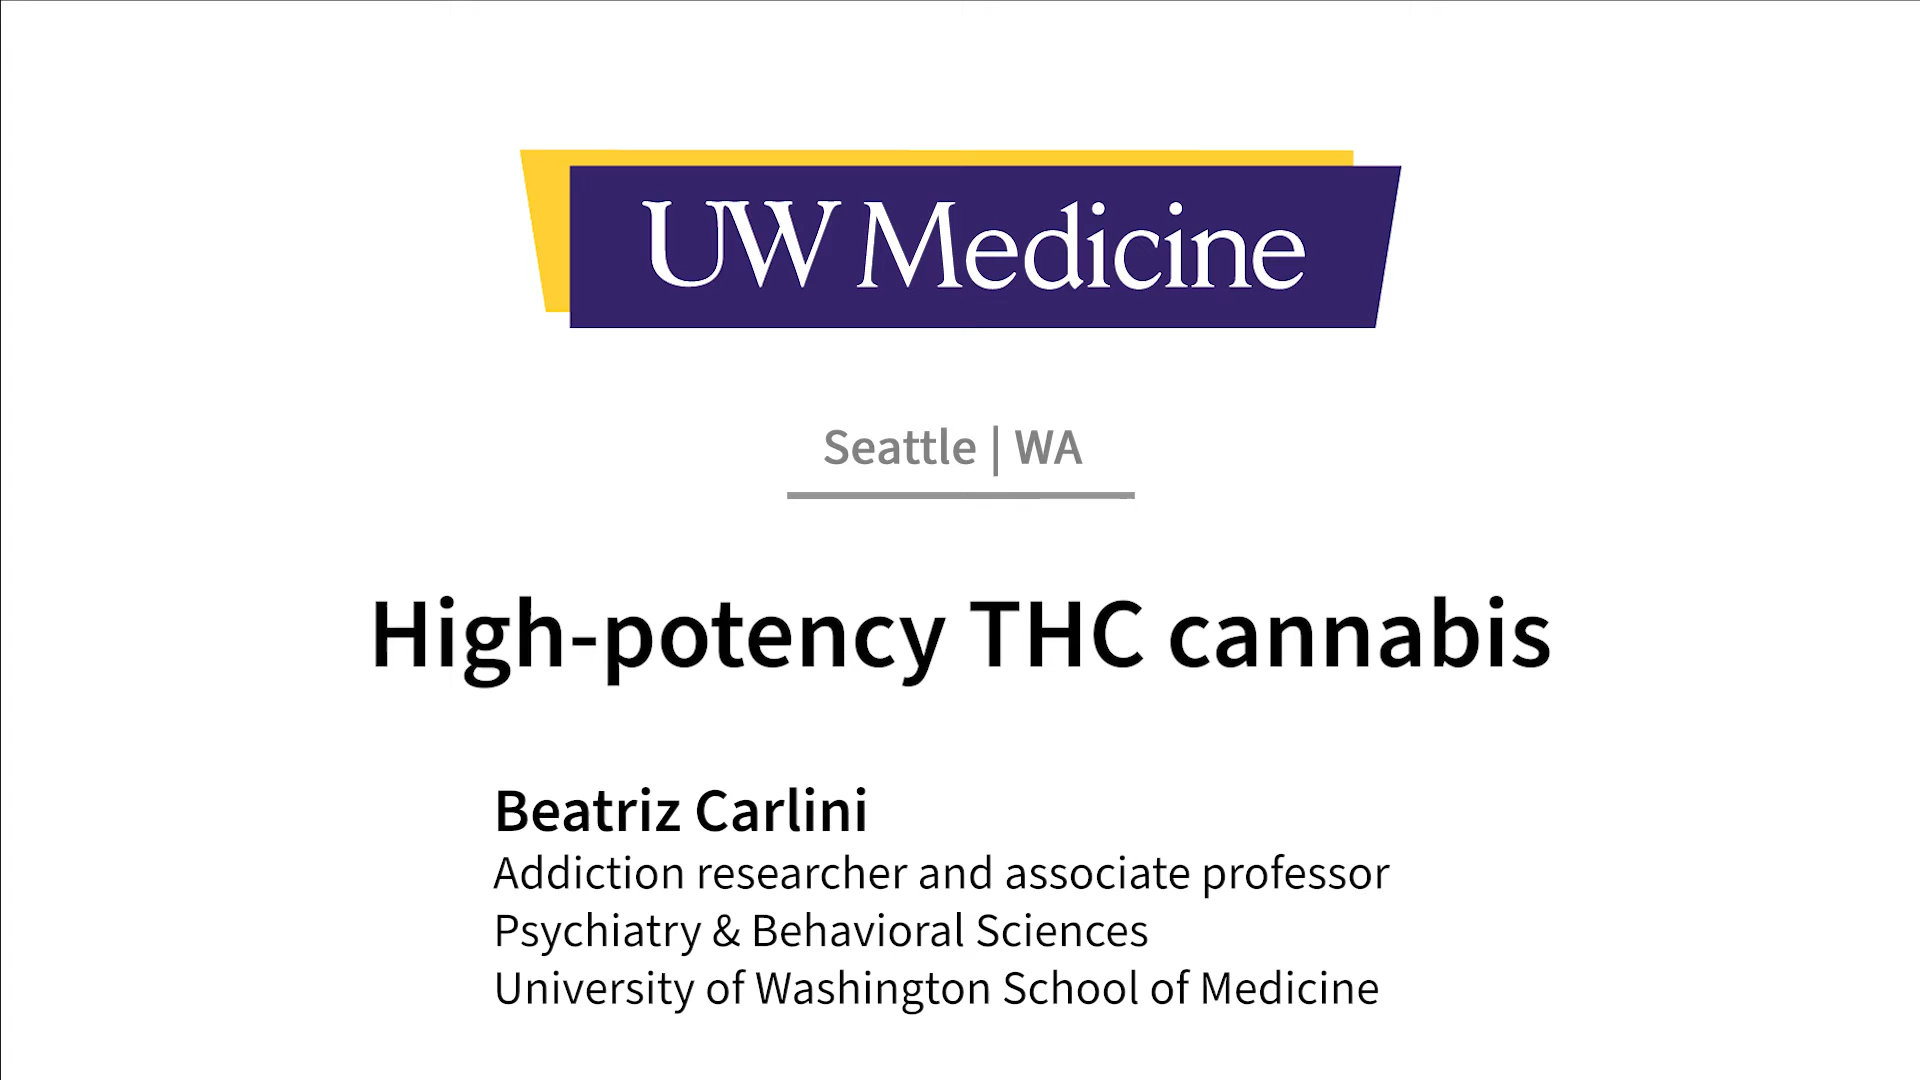 UW Medicine
Seattle | WA
High-potency THC cannabis
Beatriz Carlini
Addiction researcher and associate professor
Psychiatry & Behavioral Sciences
University of Washington School of Medicine